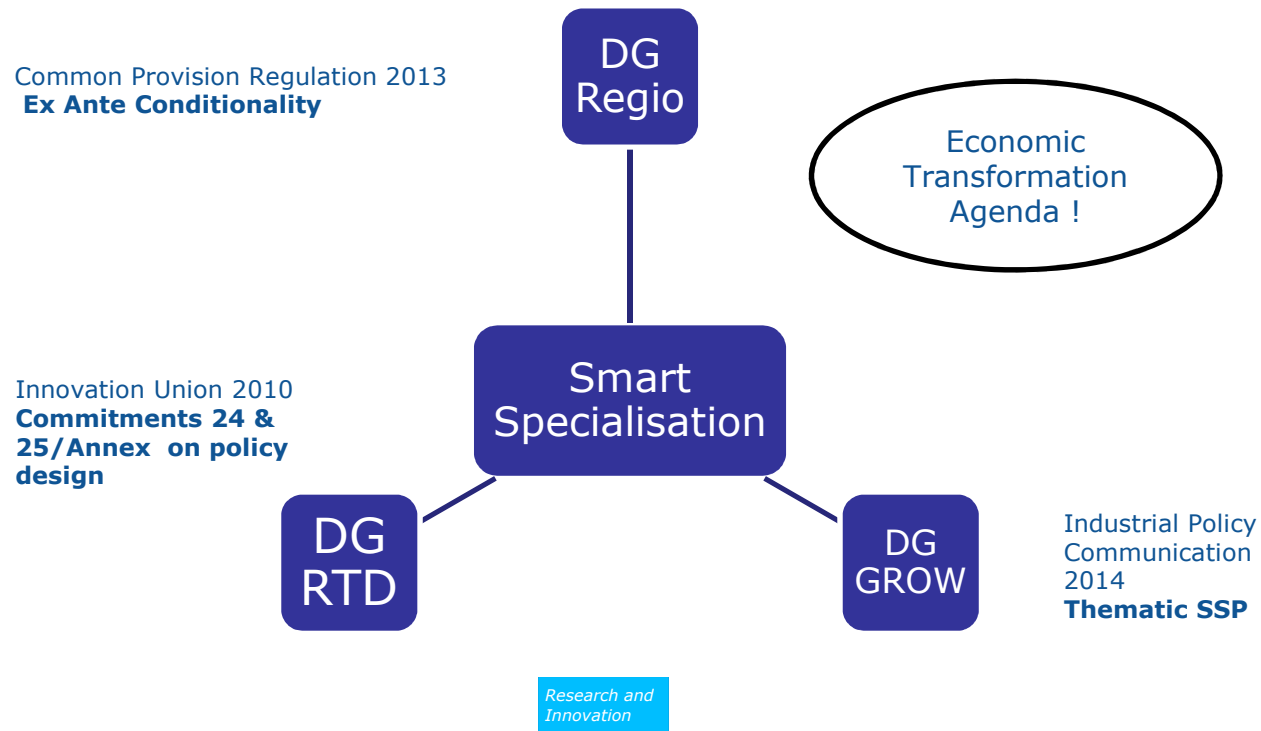 DG
Regio
Common Provision Regulation 2013
Ex Ante Conditionality
Economic
Transformation
Agenda !
Smart
Specialisation
Innovation Union 2010
Commitments 24 &
25/Annex on policy
design
DG
RTD
DG
GROW
Industrial Policy
Communication
2014
Thematic SSP
Research and
Innovation